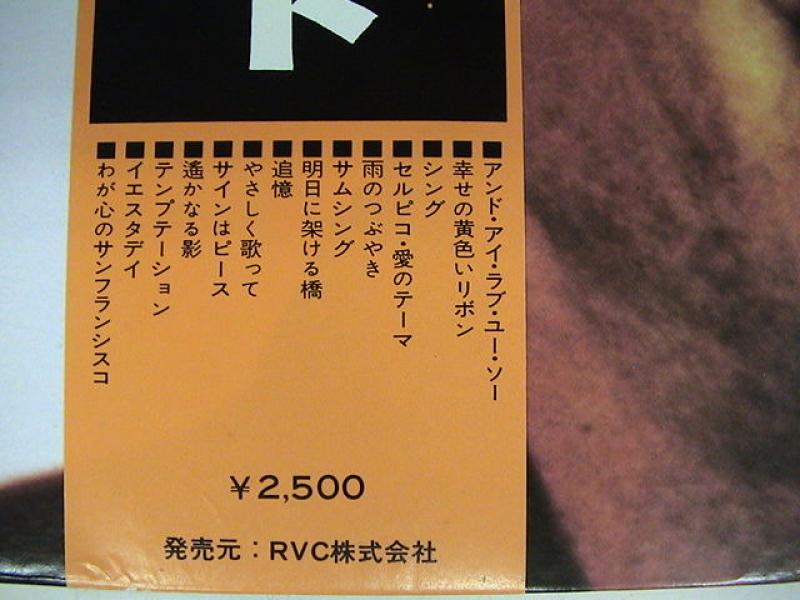 ド
■アンド・アイ・ラブ・ユー・ソー
■幸せの黄色いリボン
■シング
■セルピコ・愛のテーマ
■雨のつぶやき
■サムシング
■明日に架ける橋
■追憶
■やさしく歌って
■サインはピース
■遙かなる影
■テンプテーション
■イエスタデイ
■わが心のサンフランシスコ
¥2,500
発売元：RVC株式会社